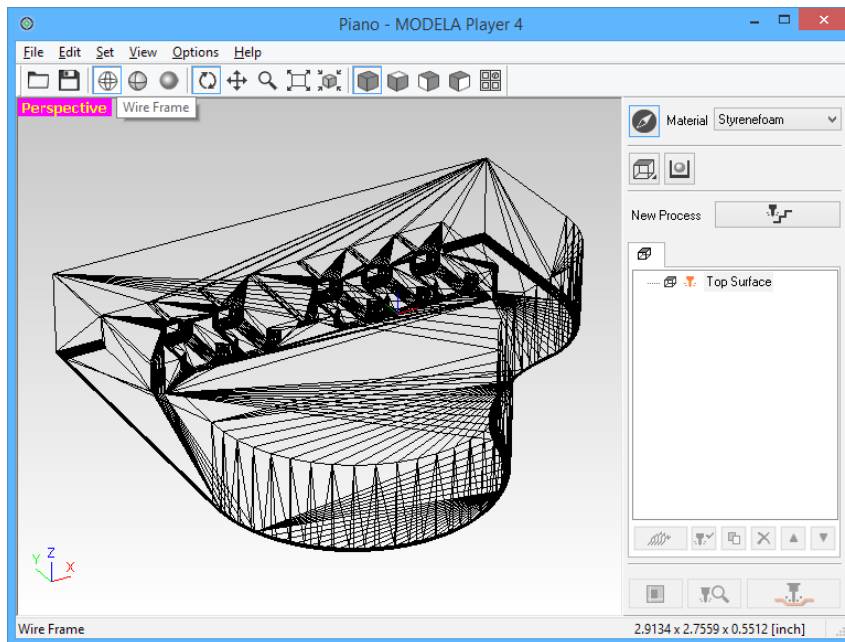 Piano - MODELA Player 4
File Edit Set View Options Help
Perspective
Wire Frame
Material Styrenefoam
New Process
Top Surface
Z
Y
X
Wire Frame 2.9134 x 2.7559 x 0.5512 [inch]